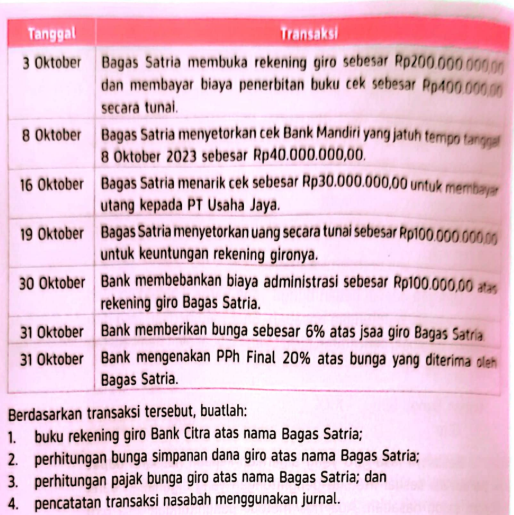 Tanggal Transaksi
3 Oktober Bagas Satria membuka rekening giro sebesar Rp200.000.000,00
dan membayar biaya penerbitan buku cek sebesar Rp400.000,00
secara tunai.
8 Oktober Bagas Satria menyetorkan cek Bank Mandiri yang jatuh tempo tanggal
8 Oktober 2023 sebesar Rp40.000.000,00.
16 Oktober Bagas Satria menarik cek sebesar Rp30.000.000,00 untuk membayar
utang kepada PT Usaha Jaya.
19 Oktober Bagas Satria menyetorkan uang secara tunai sebesar Rp100.000.000,00
untuk keuntungan rekening gironya.
30 Oktober Bank membebankan biaya administrasi sebesar Rp100.000,00 atas
rekening giro Bagas Satria.
31 Oktober Bank memberikan bunga sebesar 6% atas jsaa giro Bagas Satria.
31 Oktober Bank mengenakan PPh Final 20% atas bunga yang diterima oleh
Bagas Satria.
Berdasarkan transaksi tersebut, buatlah:
1. buku rekening giro Bank Citra atas nama Bagas Satria;
2. perhitungan bunga simpanan dana giro atas nama Bagas Satria;
3. perhitungan pajak bunga giro atas nama Bagas Satria; dan
4. pencatatan transaksi nasabah menggunakan jurnal.